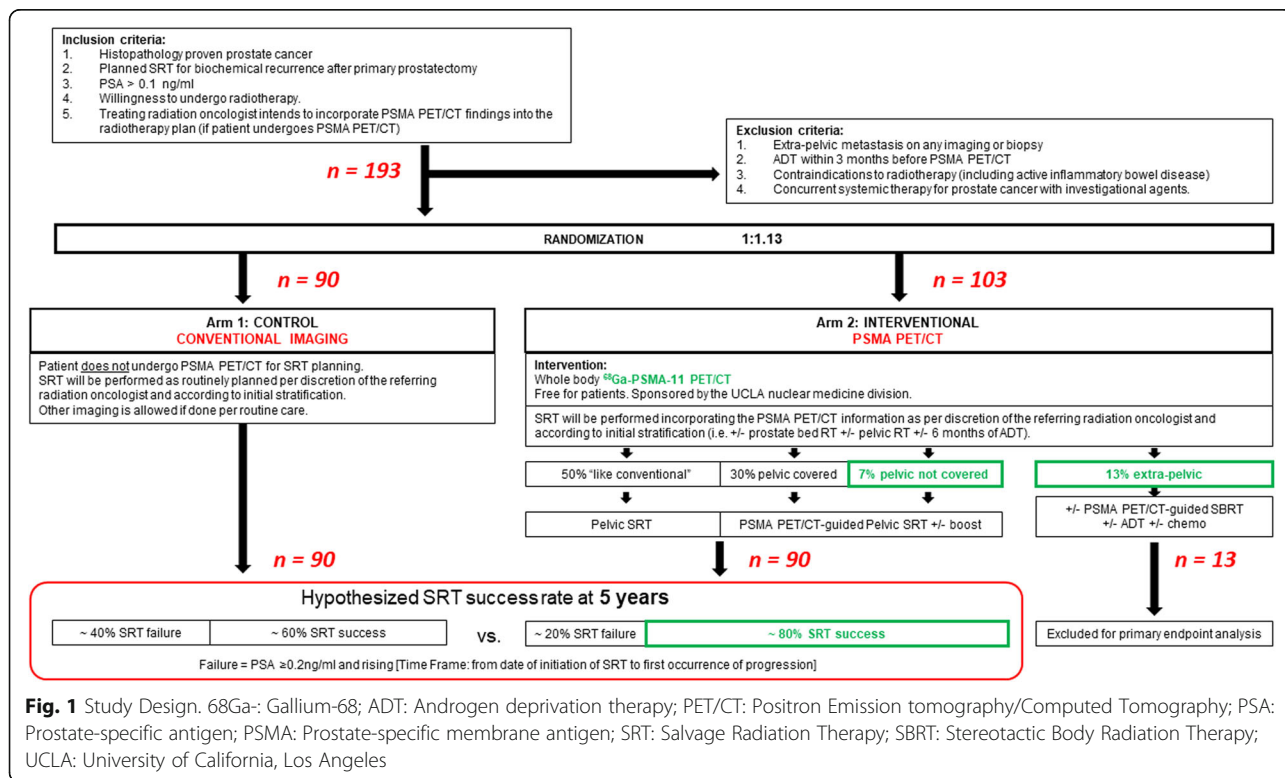 Inclusion criteria:
1. Histopathology proven prostate cancer
2. Planned SRT for biochemical recurrence after primary prostatectomy
3. PSA > 0.1 ng/ml
4. Willingness to undergo radiotherapy.
5. Treating radiation oncologist intends to incorporate PSMA PET/CT findings into the
radiotherapy plan (if patient undergoes PSMA PET/CT)
n = 193
Exclusion criteria:
1. Extra-pelvic metastasis on any imaging or biopsy
2. ADT within 3 months before PSMA PET/CT
3. Contraindications to radiotherapy (including active inflammatory bowel disease)
4. Concurrent systemic therapy for prostate cancer with investigational agents.
RANDOMIZATION 1:1.13
n = 90
n = 103
Arm 1: CONTROL
CONVENTIONAL IMAGING
Patient does not undergo PSMA PET/CT for SRT planning.
SRT will be performed as routinely planned per discretion of the referring
radiation oncologist and according to initial stratification.
Other imaging is allowed if done per routine care.
Arm 2: INTERVENTIONAL
PSMA PET/CT
Intervention:
Whole body 68Ga-PSMA-11 PET/CT
Free for patients. Sponsored by the UCLA nuclear medicine division.
SRT will be performed incorporating the PSMA PET/CT information as per discretion of the referring radiation oncologist and
according to initial stratification (i.e. +/- prostate bed RT +/- pelvic RT +/- 6 months of ADT).
50% "like conventional"
30% pelvic covered
7% pelvic not covered
13% extra-pelvic
Pelvic SRT
PSMA PET/CT-guided Pelvic SRT +/- boost
+/- PSMA PET/CT-guided SBRT
+/- ADT +/- chemo
n = 90
n = 90
n = 13
Hypothesized SRT success rate at 5 years
~ 40% SRT failure
~ 60% SRT success
vs.
~ 20% SRT failure
~ 80% SRT success
Failure = PSA ≥0.2ng/ml and rising [Time Frame: from date of initiation of SRT to first occurrence of progression]
Excluded for primary endpoint analysis
Fig. 1 Study Design. 68Ga-: Gallium-68; ADT: Androgen deprivation therapy; PET/CT: Positron Emission tomography/Computed Tomography; PSA:
Prostate-specific antigen; PSMA: Prostate-specific membrane antigen; SRT: Salvage Radiation Therapy; SBRT: Stereotactic Body Radiation Therapy;
UCLA: University of California, Los Angeles